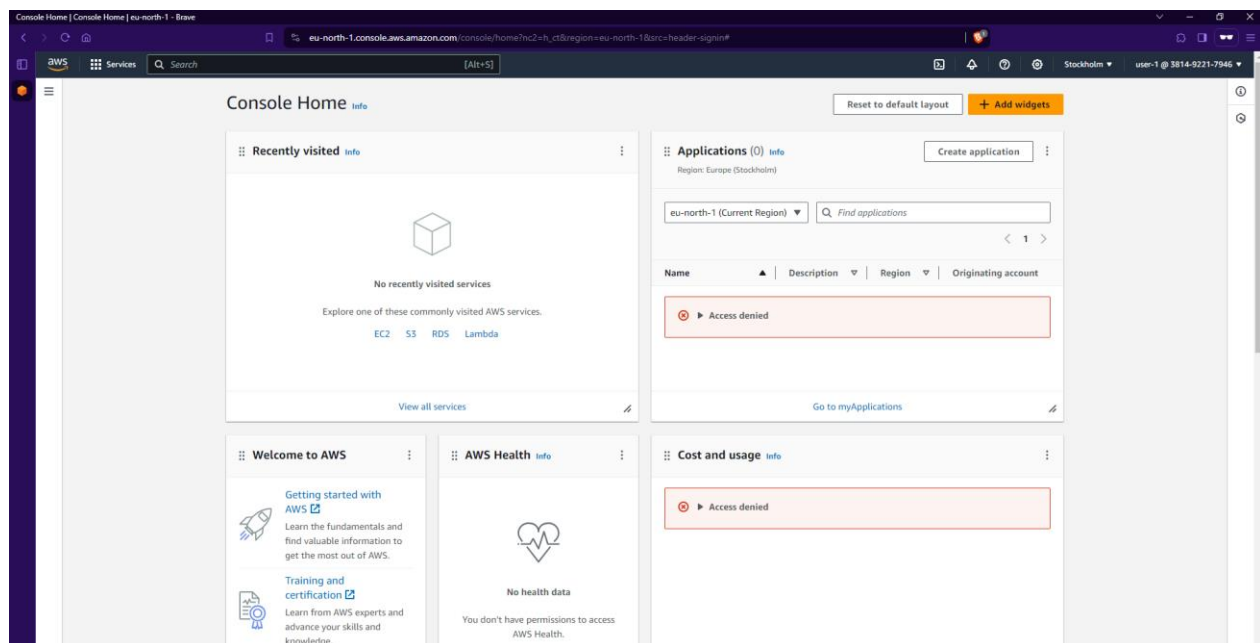 Console Home | Console Home | eu-north-1 - Brave
eu-north-1.console.aws.amazon.com/console/home?nc2=h_ct&region=eu-north-1&src=header-signin#
aws Services Search [Alt+S] Stockholm user-1 @ 3814-9221-7946
Console Home Info
Reset to default layout
+ Add widgets
Recently visited Info
No recently visited services
Explore one of these commonly visited AWS services.
EC2 S3 RDS Lambda
View all services
Applications (0) Info
Region: Europe (Stockholm)
Create application
eu-north-1 (Current Region)
Find applications
1
Name Description Region Originating account
Access denied
Go to myApplications
Welcome to AWS
Getting started with
AWS
Learn the fundamentals and
find valuable information to
get the most out of AWS.
Training and
certification
Learn from AWS experts and
advance your skills and
knowledge.
AWS Health Info
No health data
You don't have permissions to access
AWS Health.
Cost and usage Info
Access denied